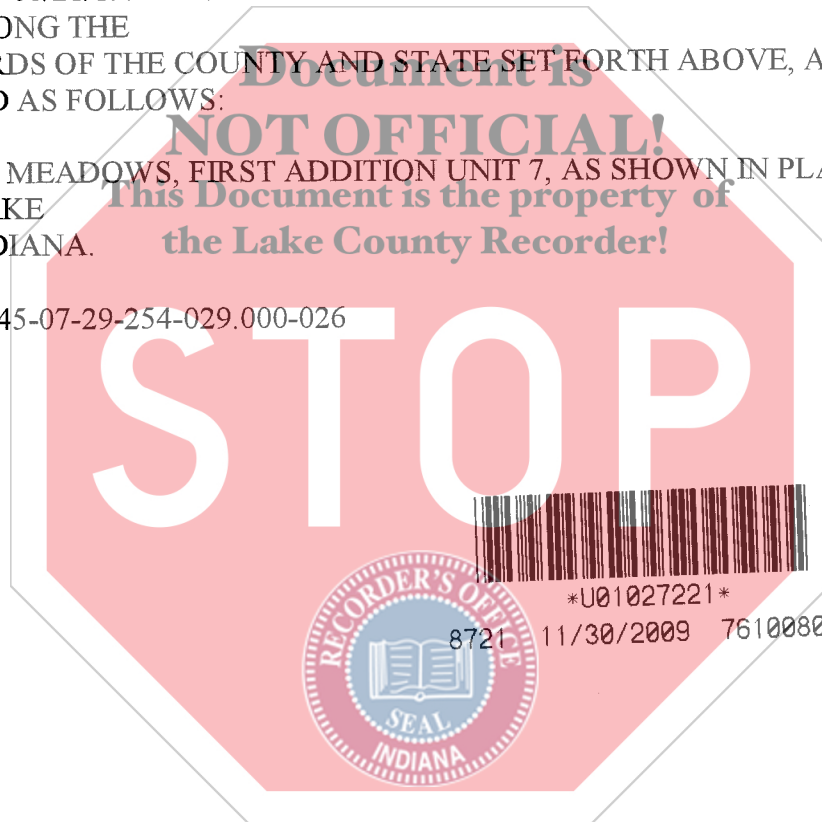 ONG THE
RDS OF THE COUNTY AND STATE SET FORTH ABOVE, A
D AS FOLLOWS:
MEADOWS, FIRST ADDITION UNIT 7, AS SHOWN IN PLA
KE
DIANA.
45-07-29-254-029.000-026
Document is
NOT OFFICIAL!
This Document is the property of
the Lake County Recorder!
STOP
*U01027221*
8721 11/30/2009 7610080
RECORDER'S OFFICE
SEAL
INDIANA